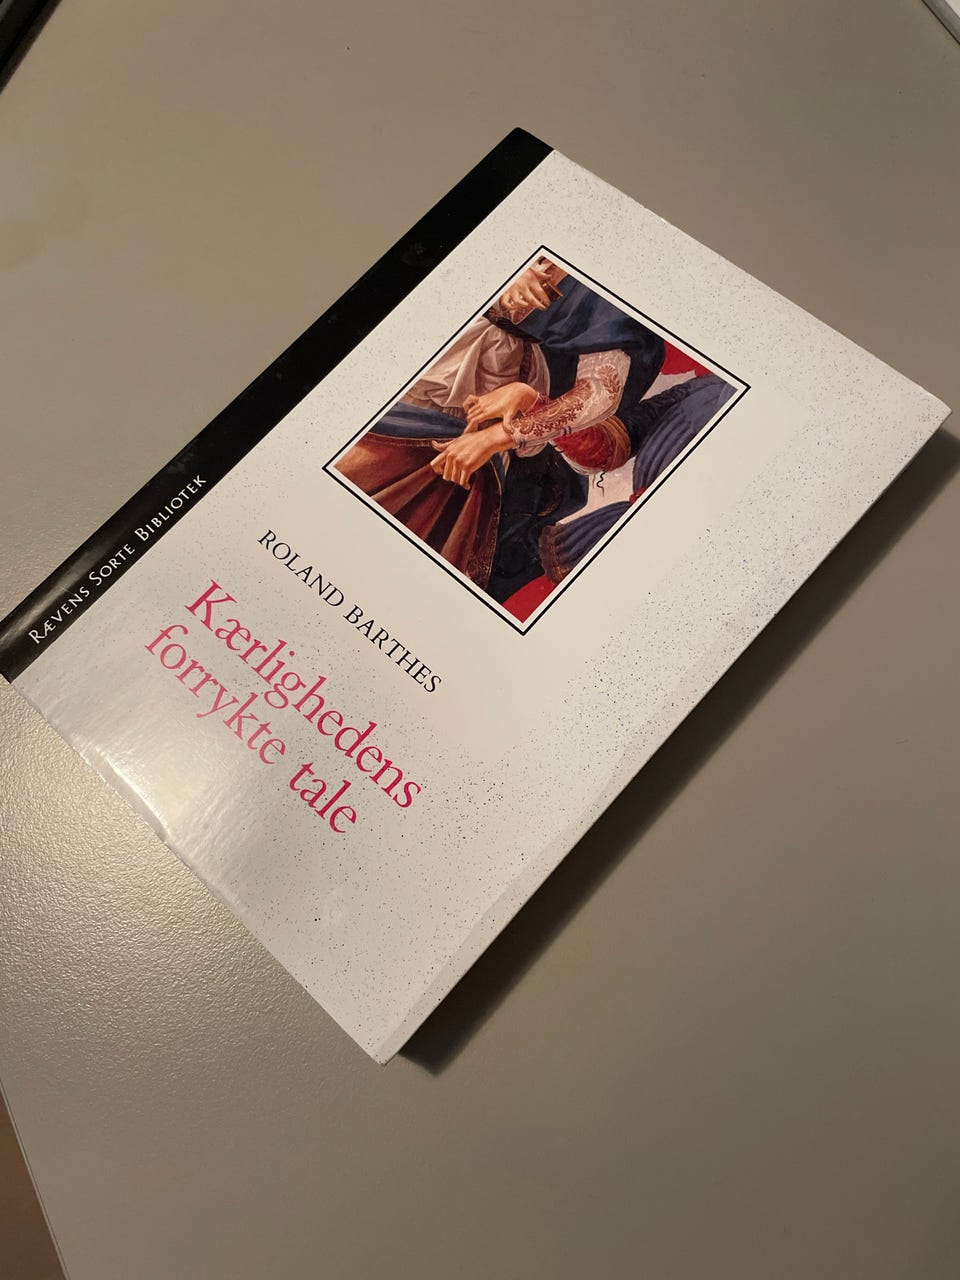 RÆVENS SORTE BIBLIOTEK
ROLAND BARTHES
Kærlighedens
forrykte tale